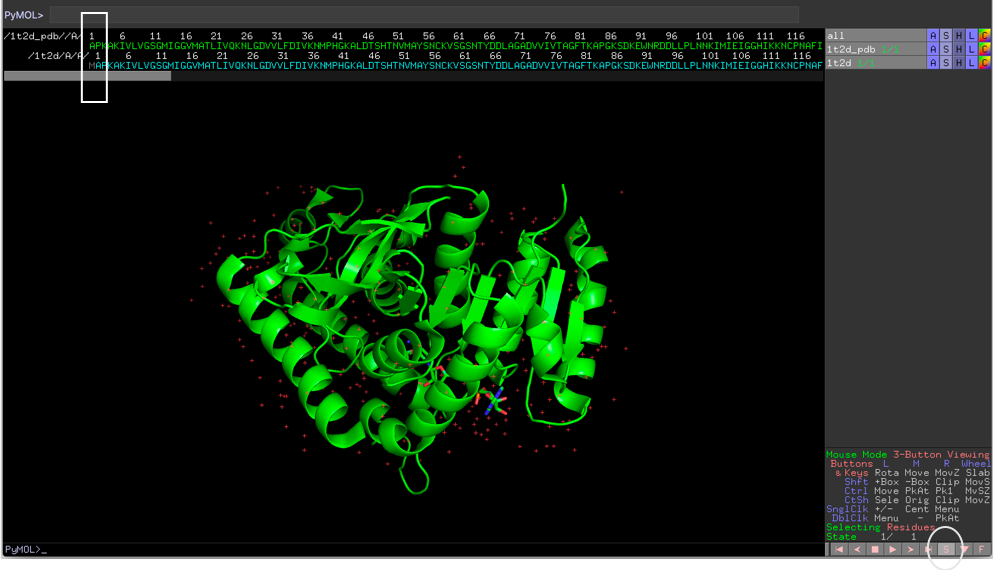 PyMOL>
/1t2d_pdb//A/ 1 6 11 16 21 26 31 36 41 46 51 56 61 66 71 76 81 86 91 96 101 106 111 116
APKAKIVLVGSGMIGGVMATLIVQKNLGDVVLFDIVKNMPHGKALDTSHTNVMAYSNCKVSGSNTYDDLAGADVVIVTAGFTKAPGKSDKEWNRDDLLPLNNKIMIEIGGHIKKNCPNAFI
/1t2d/A/A/ 1 6 11 16 21 26 31 36 41 46 51 56 61 66 71 76 81 86 91 96 101 106 111 116
MAPKAKIVLVGSGMIGGVMATLIVQKNLGDVVLFDIVKNMPHGKALDTSHTNVMAYSNCKVSGSNTYDDLAGADVVIVTAGFTKAPGKSDKEWNRDDLLPLNNKIMIEIGGHIKKNCPNAF
all A S H L C
1t2d_pdb 1/1 A S H L C
1t2d 1/1 A S H L C
Mouse Mode 3-Button Viewing
Buttons L M R Wheel
& Keys Rota Move MovZ Slab
Shft +Box -Box Clip MovS
Ctrl Move PkAt Pk1 MvSZ
CtSh Sele Orig Clip MovZ
SnglClk +/- Cent Menu
DblClk Menu - PkAt
Selecting Residues
State 1/ 1
PyMOL>_
S F